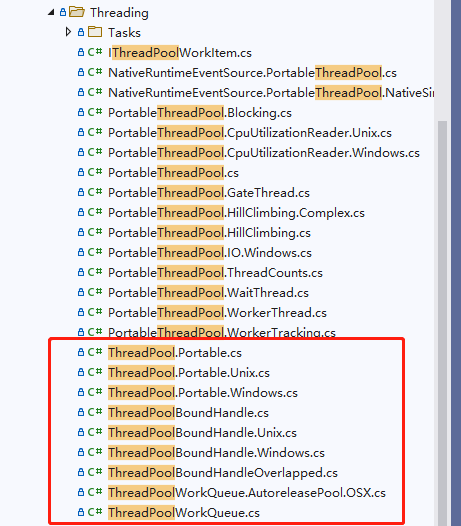 Threading
Tasks
C# IThreadPoolWorkItem.cs
C# NativeRuntimeEventSource.PortableThreadPool.cs
C# NativeRuntimeEventSource.PortableThreadPool.NativeSin
C# PortableThreadPool.Blocking.cs
C# PortableThreadPool.CpuUtilizationReader.Unix.cs
C# PortableThreadPool.CpuUtilizationReader.Windows.cs
C# PortableThreadPool.cs
C# PortableThreadPool.GateThread.cs
C# PortableThreadPool.HillClimbing.Complex.cs
C# PortableThreadPool.HillClimbing.cs
C# PortableThreadPool.IO.Windows.cs
C# PortableThreadPool.ThreadCounts.cs
C# PortableThreadPool.WaitThread.cs
C# PortableThreadPool.WorkerThread.cs
C# PortableThreadPool.WorkerTracking.cs
C# ThreadPool.Portable.cs
C# ThreadPool.Portable.Unix.cs
C# ThreadPool.Portable.Windows.cs
C# ThreadPoolBoundHandle.cs
C# ThreadPoolBoundHandle.Unix.cs
C# ThreadPoolBoundHandle.Windows.cs
C# ThreadPoolBoundHandleOverlapped.cs
C# ThreadPoolWorkQueue.AutoreleasePool.OSX.cs
C# ThreadPoolWorkQueue.cs